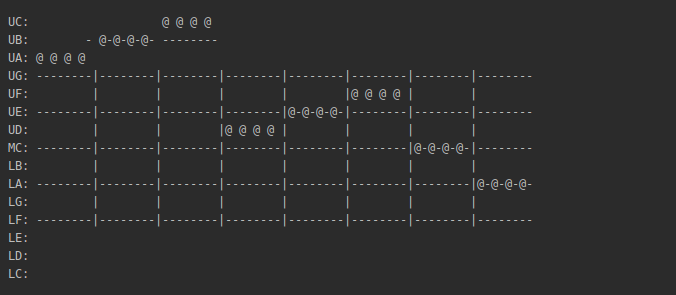 UC:                   @ @ @ @
UB:        - @-@-@-@- --------
UA: @ @ @ @
UG: --------|--------|--------|--------|--------|--------|--------|--------
UF:         |        |        |        |        |@ @ @ @ |        |
UE: --------|--------|--------|--------|@-@-@-@-|--------|--------|--------
UD:         |        |        |@ @ @ @ |        |        |        |
MC: --------|--------|--------|--------|--------|--------|@-@-@-@-|--------
LB:         |        |        |        |        |        |        |
LA: --------|--------|--------|--------|--------|--------|--------|@-@-@-@-
LG:         |        |        |        |        |        |        |
LF: --------|--------|--------|--------|--------|--------|--------|--------
LE:
LD:
LC: